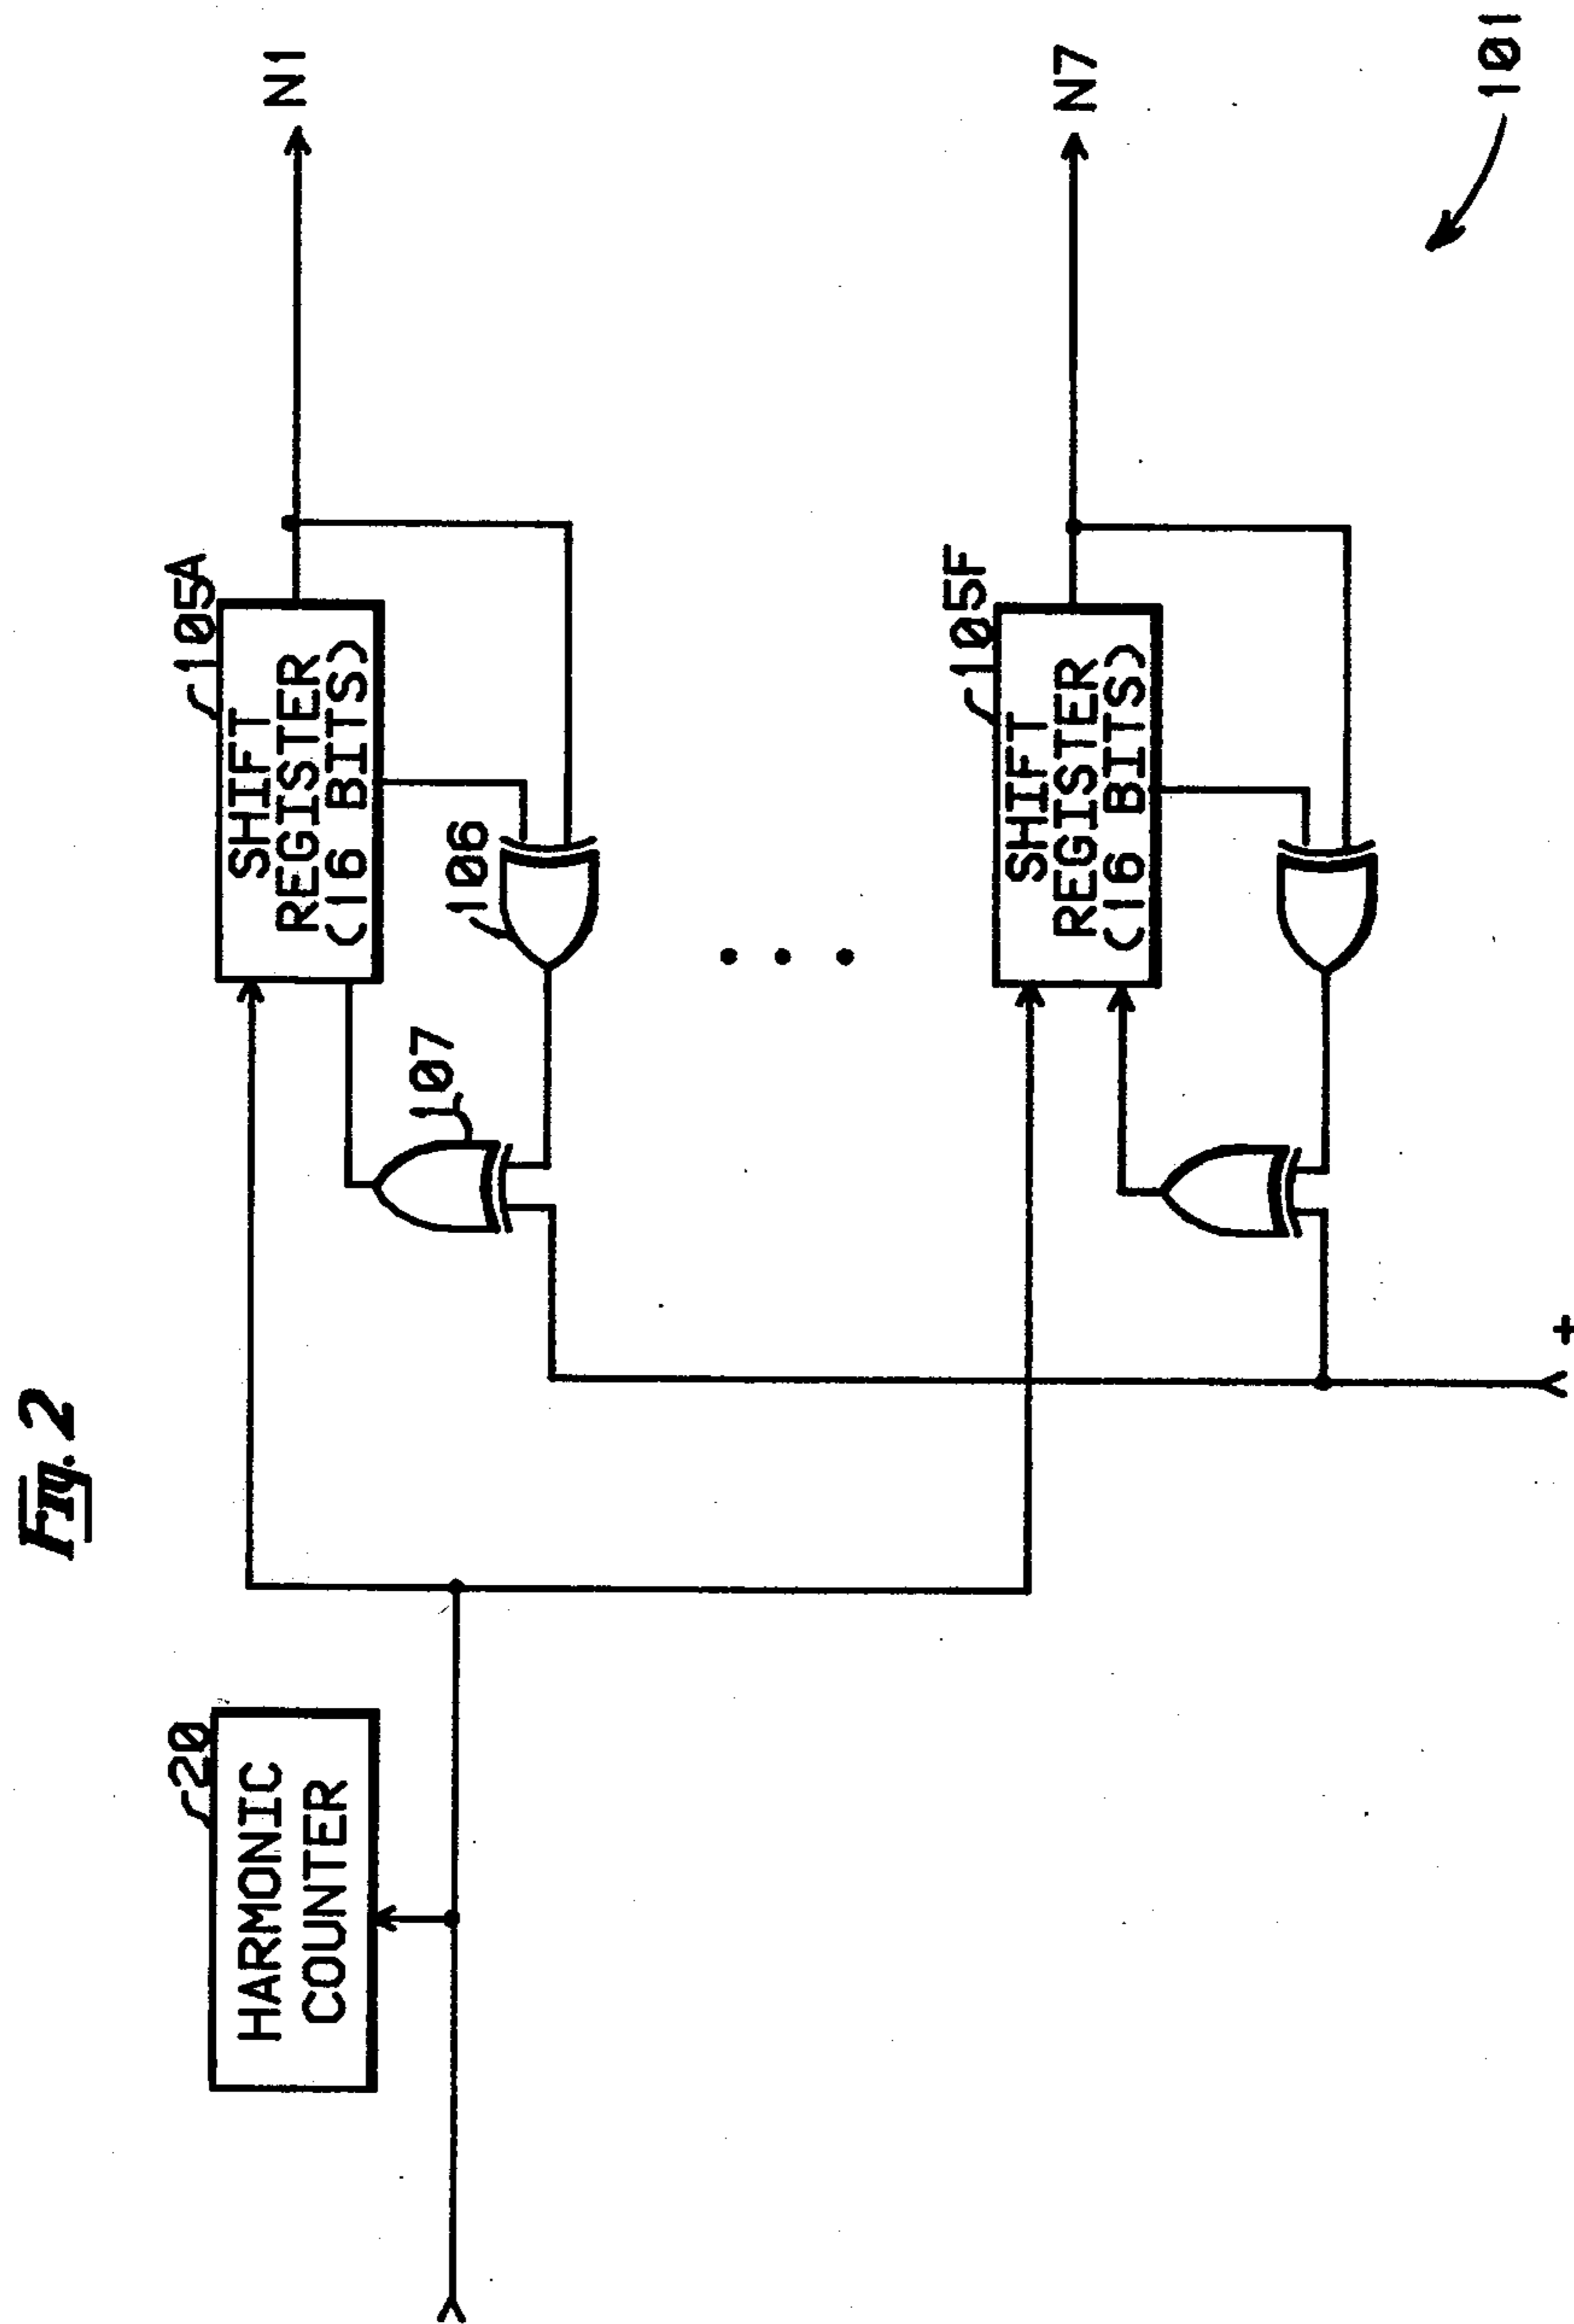 Fig. 2
20
HARMONIC
COUNTER
105A
SHIFT
REGISTER
(16 BITS)
N1
107
106
105F
SHIFT
REGISTER
(16 BITS)
N7
+
101